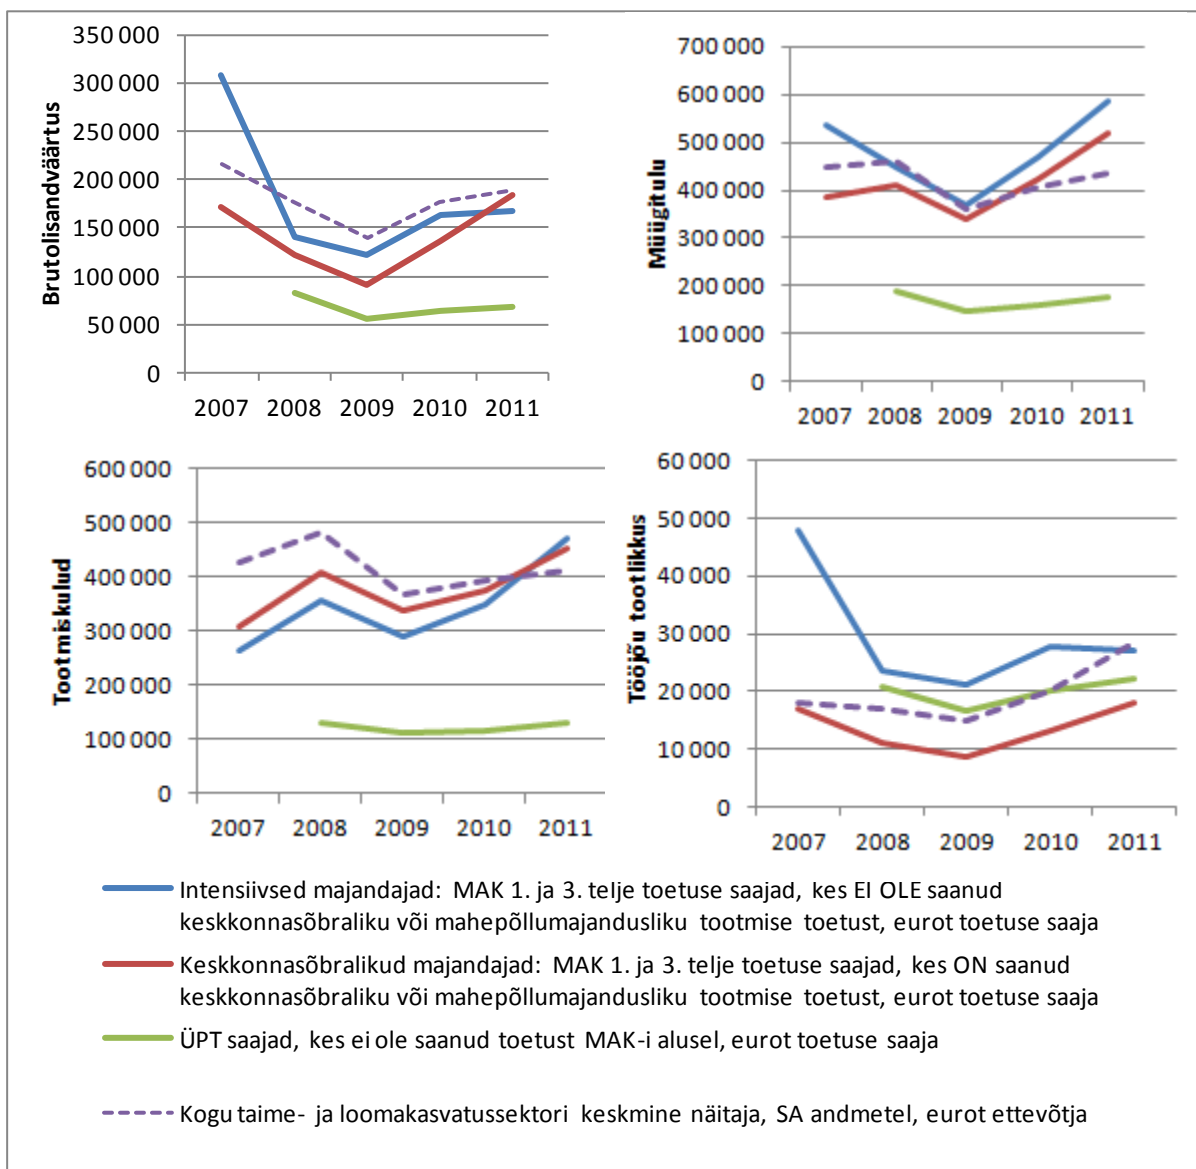 Brutolisandväärtus
350 000
300 000
250 000
200 000
150 000
100 000
50 000
0
2007 2008 2009 2010 2011
Müügitulu
700 000
600 000
500 000
400 000
300 000
200 000
100 000
0
2007 2008 2009 2010 2011
Tootmiskulud
600 000
500 000
400 000
300 000
200 000
100 000
0
2007 2008 2009 2010 2011
Tööjõu tootlikkus
60 000
50 000
40 000
30 000
20 000
10 000
0
2007 2008 2009 2010 2011
Intensiivsed majandajad: MAK 1. ja 3. telje toetuse saajad, kes EI OLE saanud
keskkonnasõbraliku või mahepõllumajandusliku tootmise toetust, eurot toetuse saaja
Keskkonnasõbralikud majandajad: MAK 1. ja 3. telje toetuse saajad, kes ON saanud
keskkonnasõbraliku või mahepõllumajandusliku tootmise toetust, eurot toetuse saaja
ÜPT saajad, kes ei ole saanud toetust MAK-i alusel, eurot toetuse saaja
Kogu taime- ja loomakasvatussektori keskmine näitaja, SA andmetel, eurot ettevõtja